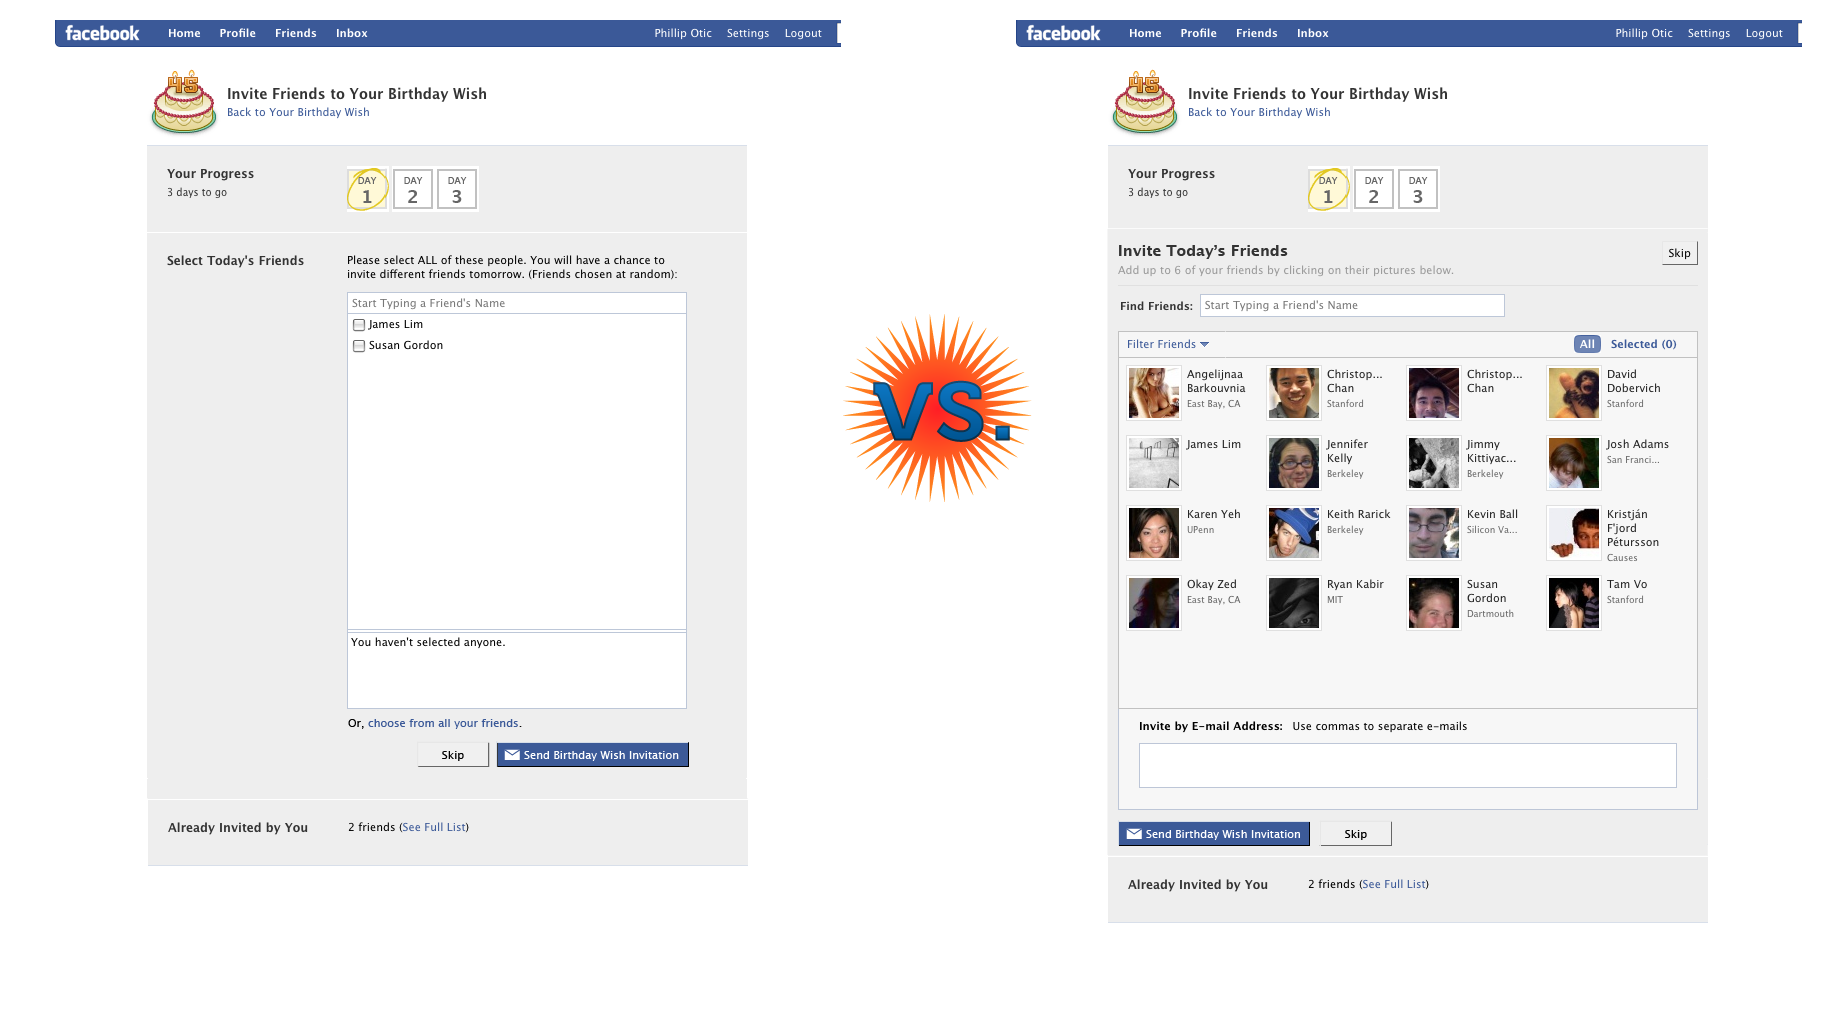 facebook Home Profile Friends Inbox Phillip Otic Settings Logout
45
Invite Friends to Your Birthday Wish
Back to Your Birthday Wish
Your Progress
3 days to go
DAY 1 DAY 2 DAY 3
Select Today's Friends
Please select ALL of these people. You will have a chance to
invite different friends tomorrow. (Friends chosen at random):
Start Typing a Friend's Name
James Lim
Susan Gordon
You haven't selected anyone.
Or, choose from all your friends.
Skip Send Birthday Wish Invitation
Already Invited by You 2 friends (See Full List)
VS.
facebook Home Profile Friends Inbox Phillip Otic Settings Logout
45
Invite Friends to Your Birthday Wish
Back to Your Birthday Wish
Your Progress
3 days to go
DAY 1 DAY 2 DAY 3
Invite Today's Friends Skip
Add up to 6 of your friends by clicking on their pictures below.
Find Friends: Start Typing a Friend's Name
Filter Friends All Selected (0)
Angelijnaa
Barkouvnia
East Bay, CA
Christop...
Chan
Stanford
Christop...
Chan
David
Dobervich
Stanford
James Lim
Jennifer
Kelly
Berkeley
Jimmy
Kittiyac...
Berkeley
Josh Adams
San Franci...
Karen Yeh
UPenn
Keith Rarick
Berkeley
Kevin Ball
Silicon Va...
Kristján
F'jord
Pétursson
Causes
Okay Zed
East Bay, CA
Ryan Kabir
MIT
Susan
Gordon
Dartmouth
Tam Vo
Stanford
Invite by E-mail Address: Use commas to separate e-mails
Send Birthday Wish Invitation Skip
Already Invited by You 2 friends (See Full List)